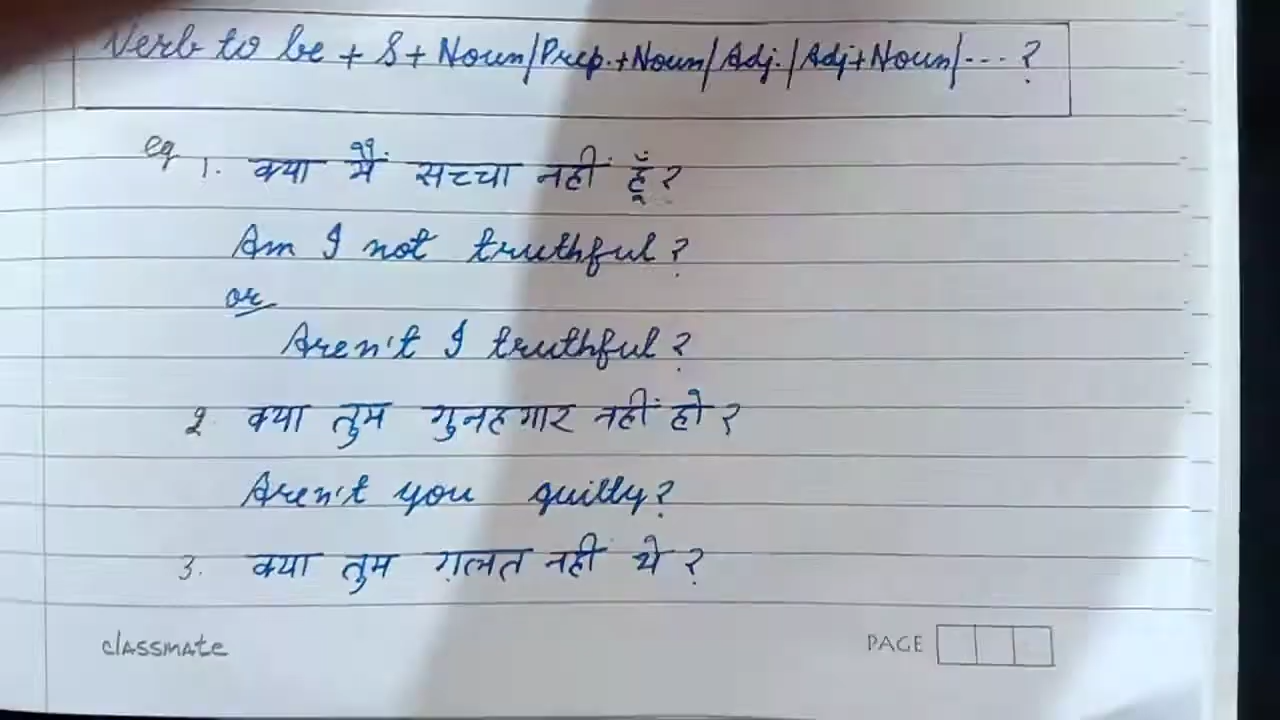 Verb to be + S + Noun/Prep.+Noun/Adj./Adj+Noun/--- ?
eg 1. क्या मैं सच्चा नहीं हूँ?
Am I not truthful?
or
Aren't I truthful?
2. क्या तुम गुनहगार नहीं हो?
Aren't you guilty?
3. क्या तुम ग़लत नहीं थे?
classmate
PAGE